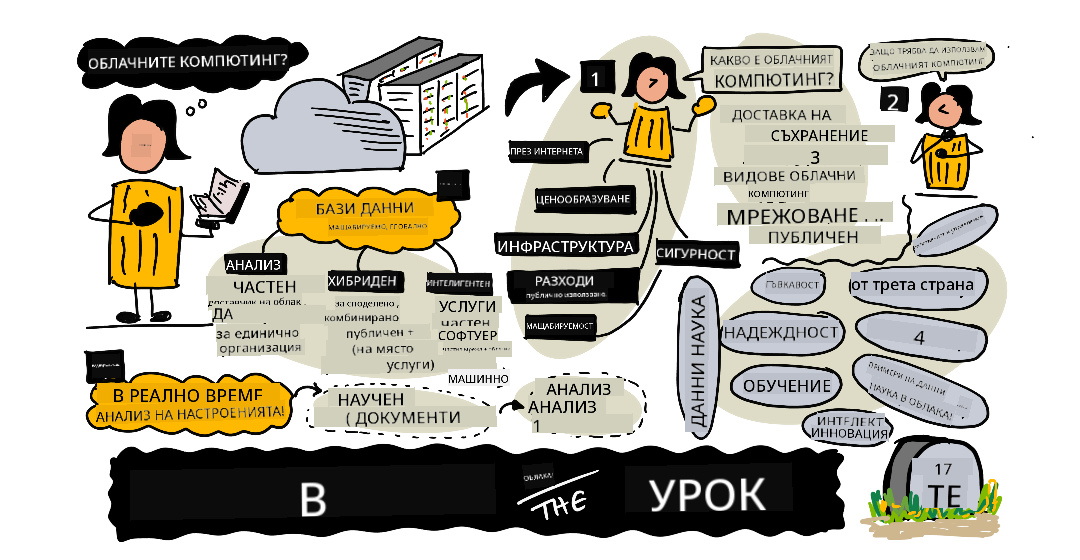 ОБЛАЧНИТЕ КОМПЮТИНГ?
1
КАКВО Е ОБЛАЧНИЯТ
КОМПЮТИНГ?
ЗАЩО ТРЯБВА ДА ИЗПОЛЗВАМ
ОБЛАЧНИЯТ КОМПЮТИНГ
2
ДОСТАВКА НА
СЪХРАНЕНИЕ
3
ВИДОВЕ ОБЛАЧНИ
КОМПЮТИНГ
МРЕЖОВАНЕ . ..
ПУБЛИЧЕН
ПРЕЗ ИНТЕРНЕТА
ЦЕНООБРАЗУВАНЕ
ИНФРАСТРУКТУРА
СИГУРНОСТ
РАЗХОДИ
публично използване
МАЩАБИРУЕМОСТ
БАЗИ ДАННИ
МАЩАБИРУЕМО, ГЛОБАЛНО
АНАЛИЗ
ЧАСТЕН
доставчик на облак
ДА
за единично
организация
ХИБРИДЕН
за споделено ,
комбинирано
публичен +
(на място
услуги)
ИНТЕЛИГЕНТЕН
УСЛУГИ
частен
СОФТУЕР
МАШИННО
ДАННИ НАУКА
ГЪВКАВОСТ
от трета страна
НАДЕЖДНОСТ
4
ОБУЧЕНИЕ
ПРИМЕРИ НА ДАННИ
НАУКА В ОБЛАКА!
ИНТЕЛЕКТ
ИННОВАЦИЯ
В РЕАЛНО ВРЕМЕ
АНАЛИЗ НА НАСТРОЕНИЯТА!
НАУЧЕН
( ДОКУМЕНТИ
АНАЛИЗ
АНАЛИЗ
1
В
ОБЛАКА!
THE
УРОК
17
ТЕ